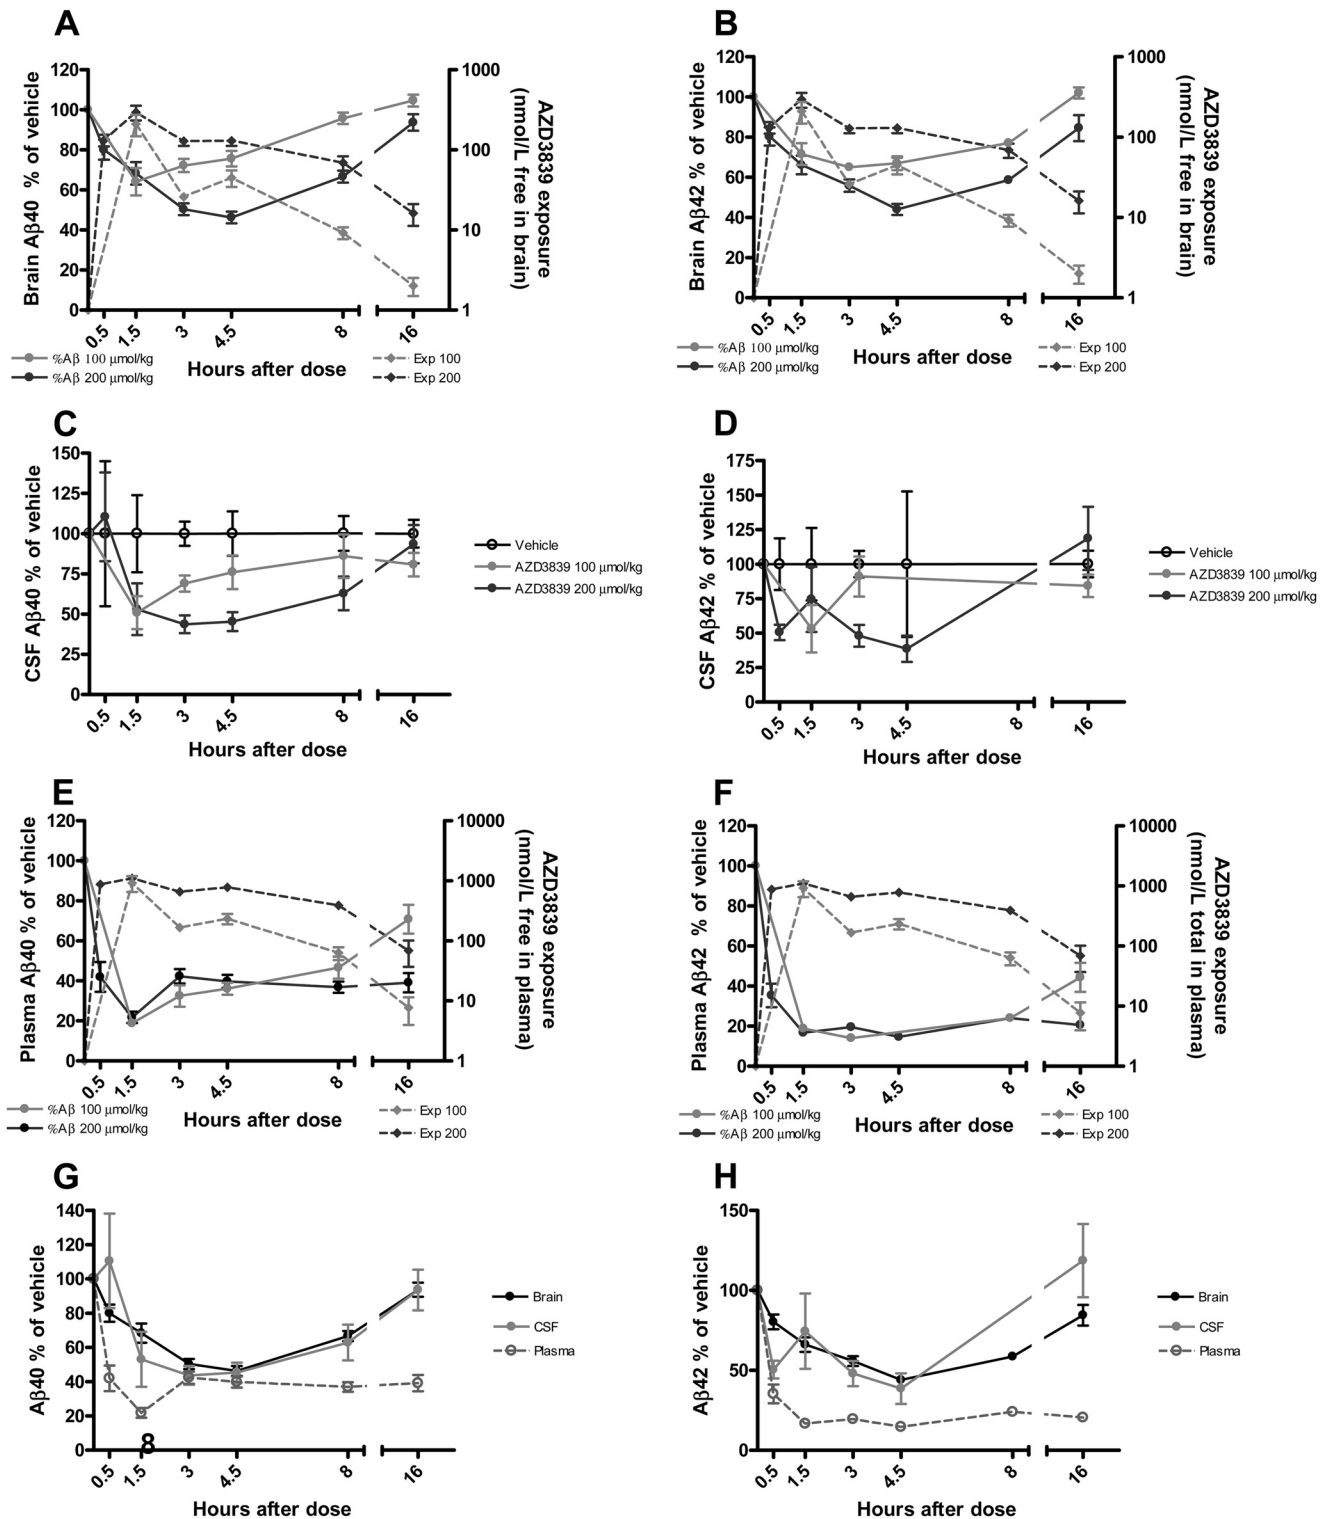 A
Brain Aβ40 % of vehicle
120
100
80
60
40
20
0
1000
100
10
1
AZD3839 exposure
(nmol/L free in brain)
0.5
1.5
3
4.5
8
16
Hours after dose
%Aβ 100 μmol/kg
%Aβ 200 μmol/kg
Exp 100
Exp 200
B
Brain Aβ42 % of vehicle
120
100
80
60
40
20
0
1000
100
10
1
AZD3839 exposure
(nmol/L free in brain)
0.5
1.5
3
4.5
8
16
Hours after dose
%Aβ 100 μmol/kg
%Aβ 200 μmol/kg
Exp 100
Exp 200
C
CSF Aβ40 % of vehicle
150
125
100
75
50
25
0
0.5
1.5
3
4.5
8
16
Hours after dose
Vehicle
AZD3839 100 μmol/kg
AZD3839 200 μmol/kg
D
CSF Aβ42 % of vehicle
175
150
125
100
75
50
25
0
0.5
1.5
3
4.5
8
16
Hours after dose
Vehicle
AZD3839 100 μmol/kg
AZD3839 200 μmol/kg
E
Plasma Aβ40 % of vehicle
120
100
80
60
40
20
0
10000
1000
100
10
1
AZD3839 exposure
(nmol/L free in plasma)
0.5
1.5
3
4.5
8
16
Hours after dose
%Aβ 100 μmol/kg
%Aβ 200 μmol/kg
Exp 100
Exp 200
F
Plasma Aβ42 % of vehicle
120
100
80
60
40
20
0
10000
1000
100
10
1
AZD3839 exposure
(nmol/L total in plasma)
0.5
1.5
3
4.5
8
16
Hours after dose
%Aβ 100 μmol/kg
%Aβ 200 μmol/kg
Exp 100
Exp 200
G
Aβ40 % of vehicle
140
120
100
80
60
40
20
0
8
0.5
1.5
3
4.5
8
16
Hours after dose
Brain
CSF
Plasma
H
Aβ42 % of vehicle
150
100
50
0
0.5
1.5
3
4.5
8
16
Hours after dose
Brain
CSF
Plasma